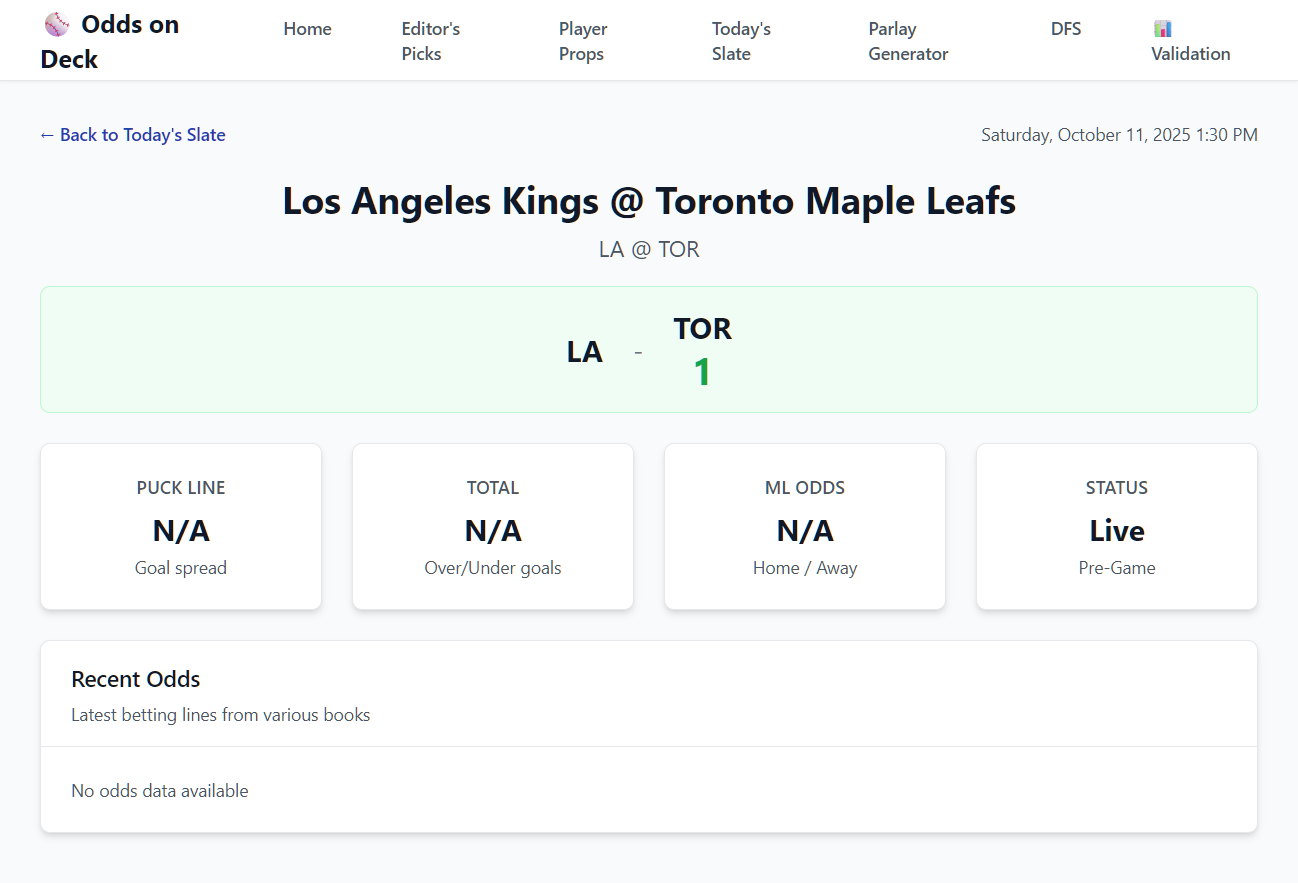 ⚾ Odds on Deck
Home
Editor's Picks
Player Props
Today's Slate
Parlay Generator
DFS
📊 Validation
← Back to Today's Slate
Saturday, October 11, 2025 1:30 PM
Los Angeles Kings @ Toronto Maple Leafs
LA @ TOR
LA
-
TOR
1
PUCK LINE
N/A
Goal spread
TOTAL
N/A
Over/Under goals
ML ODDS
N/A
Home / Away
STATUS
Live
Pre-Game
Recent Odds
Latest betting lines from various books
No odds data available